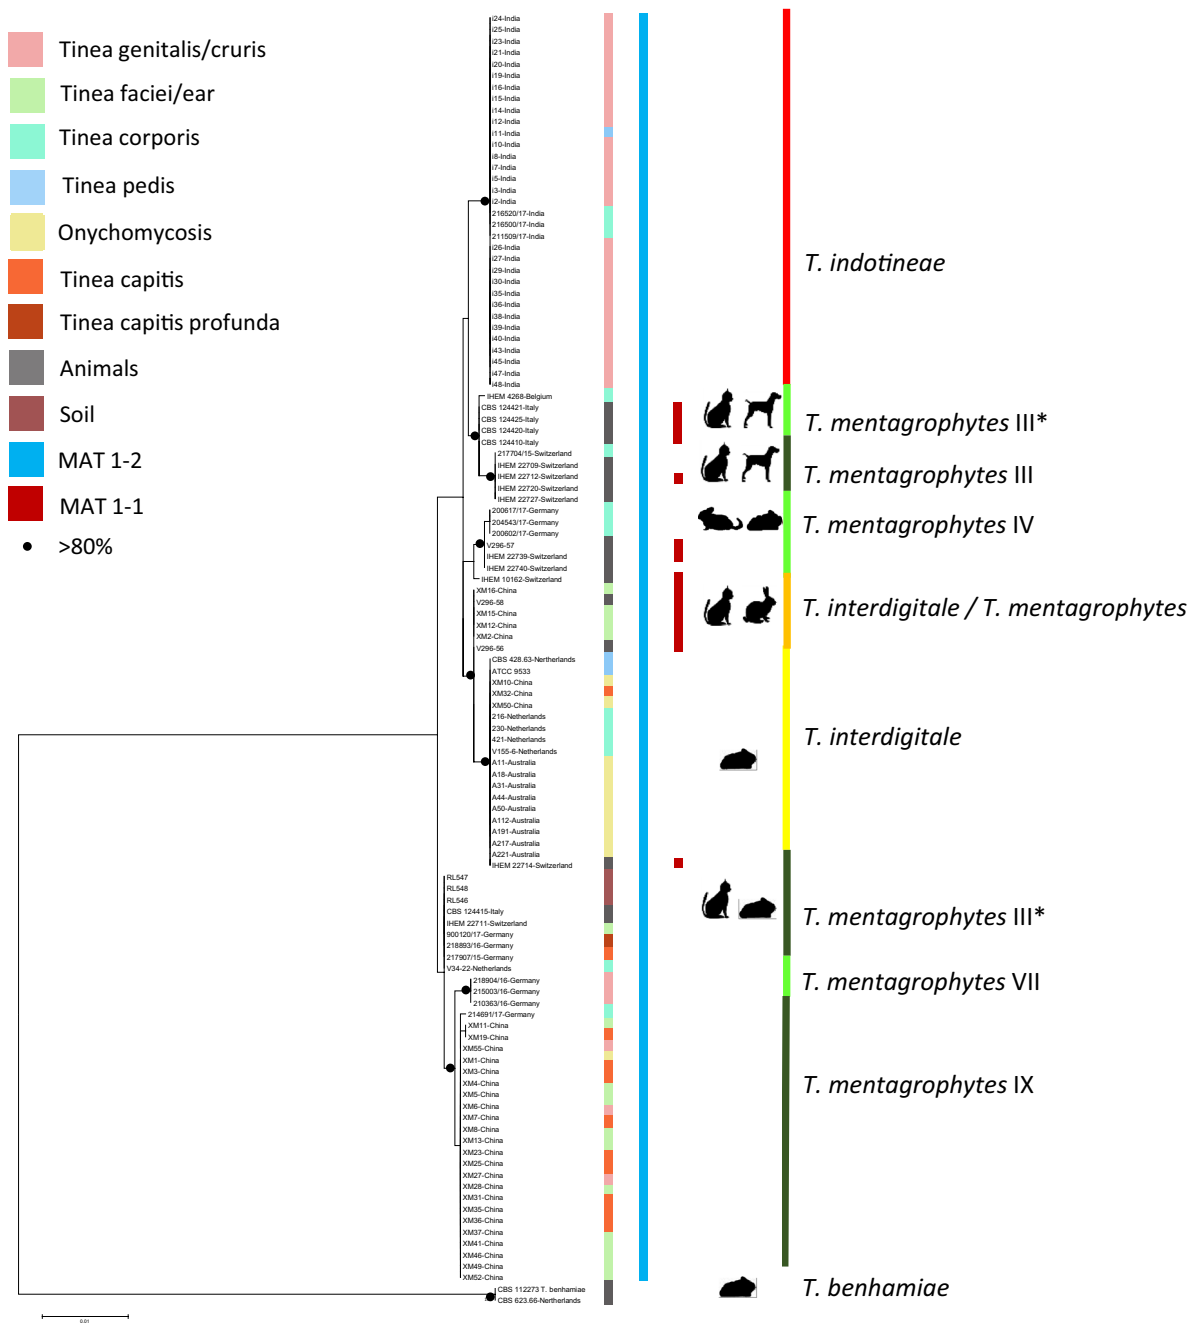 Tinea genitalis/cruris
Tinea faciei/ear
Tinea corporis
Tinea pedis
Onychomycosis
Tinea capitis
Tinea capitis profunda
Animals
Soil
MAT 1-2
MAT 1-1
>80%
i24-India
i25-India
i23-India
i21-India
i20-India
i19-India
i16-India
i15-India
i14-India
i12-India
i11-India
i10-India
i8-India
i7-India
i5-India
i3-India
i2-India
216520/17-India
216500/17-India
211509/17-India
i26-India
i27-India
i29-India
i30-India
i35-India
i36-India
i38-India
i39-India
i40-India
i43-India
i45-India
i47-India
i48-India
IHEM 4268-Belgium
CBS 124421-Italy
CBS 124425-Italy
CBS 124420-Italy
CBS 124410-Italy
217704/15-Switzerland
IHEM 22709-Switzerland
IHEM 22712-Switzerland
IHEM 22720-Switzerland
IHEM 22727-Switzerland
200617/17-Germany
204543/17-Germany
200602/17-Germany
V296-57
IHEM 22739-Switzerland
IHEM 22740-Switzerland
IHEM 10162-Switzerland
XM16-China
V296-58
XM15-China
XM12-China
XM2-China
V296-56
CBS 428.63-Nertherlands
ATCC 9533
XM10-China
XM32-China
XM50-China
216-Netherlands
230-Netherlands
421-Netherlands
V155-6-Netherlands
A11-Australia
A18-Australia
A31-Australia
A44-Australia
A50-Australia
A112-Australia
A191-Australia
A217-Australia
A221-Australia
IHEM 22714-Switzerland
RL547
RL548
RL546
CBS 124415-Italy
IHEM 22711-Switzerland
900120/17-Germany
218893/16-Germany
217907/15-Germany
V34-22-Netherlands
218904/16-Germany
215003/16-Germany
210363/16-Germany
214691/17-Germany
XM11-China
XM19-China
XM55-China
XM1-China
XM3-China
XM4-China
XM5-China
XM6-China
XM7-China
XM8-China
XM13-China
XM23-China
XM25-China
XM27-China
XM28-China
XM31-China
XM35-China
XM36-China
XM37-China
XM41-China
XM46-China
XM49-China
XM52-China
CBS 112273 T. benhamiae
CBS 623.66-Nertherlands
0.01
T. indotineae
T. mentagrophytes III*
T. mentagrophytes III
T. mentagrophytes IV
T. interdigitale / T. mentagrophytes
T. interdigitale
T. mentagrophytes III*
T. mentagrophytes VII
T. mentagrophytes IX
T. benhamiae